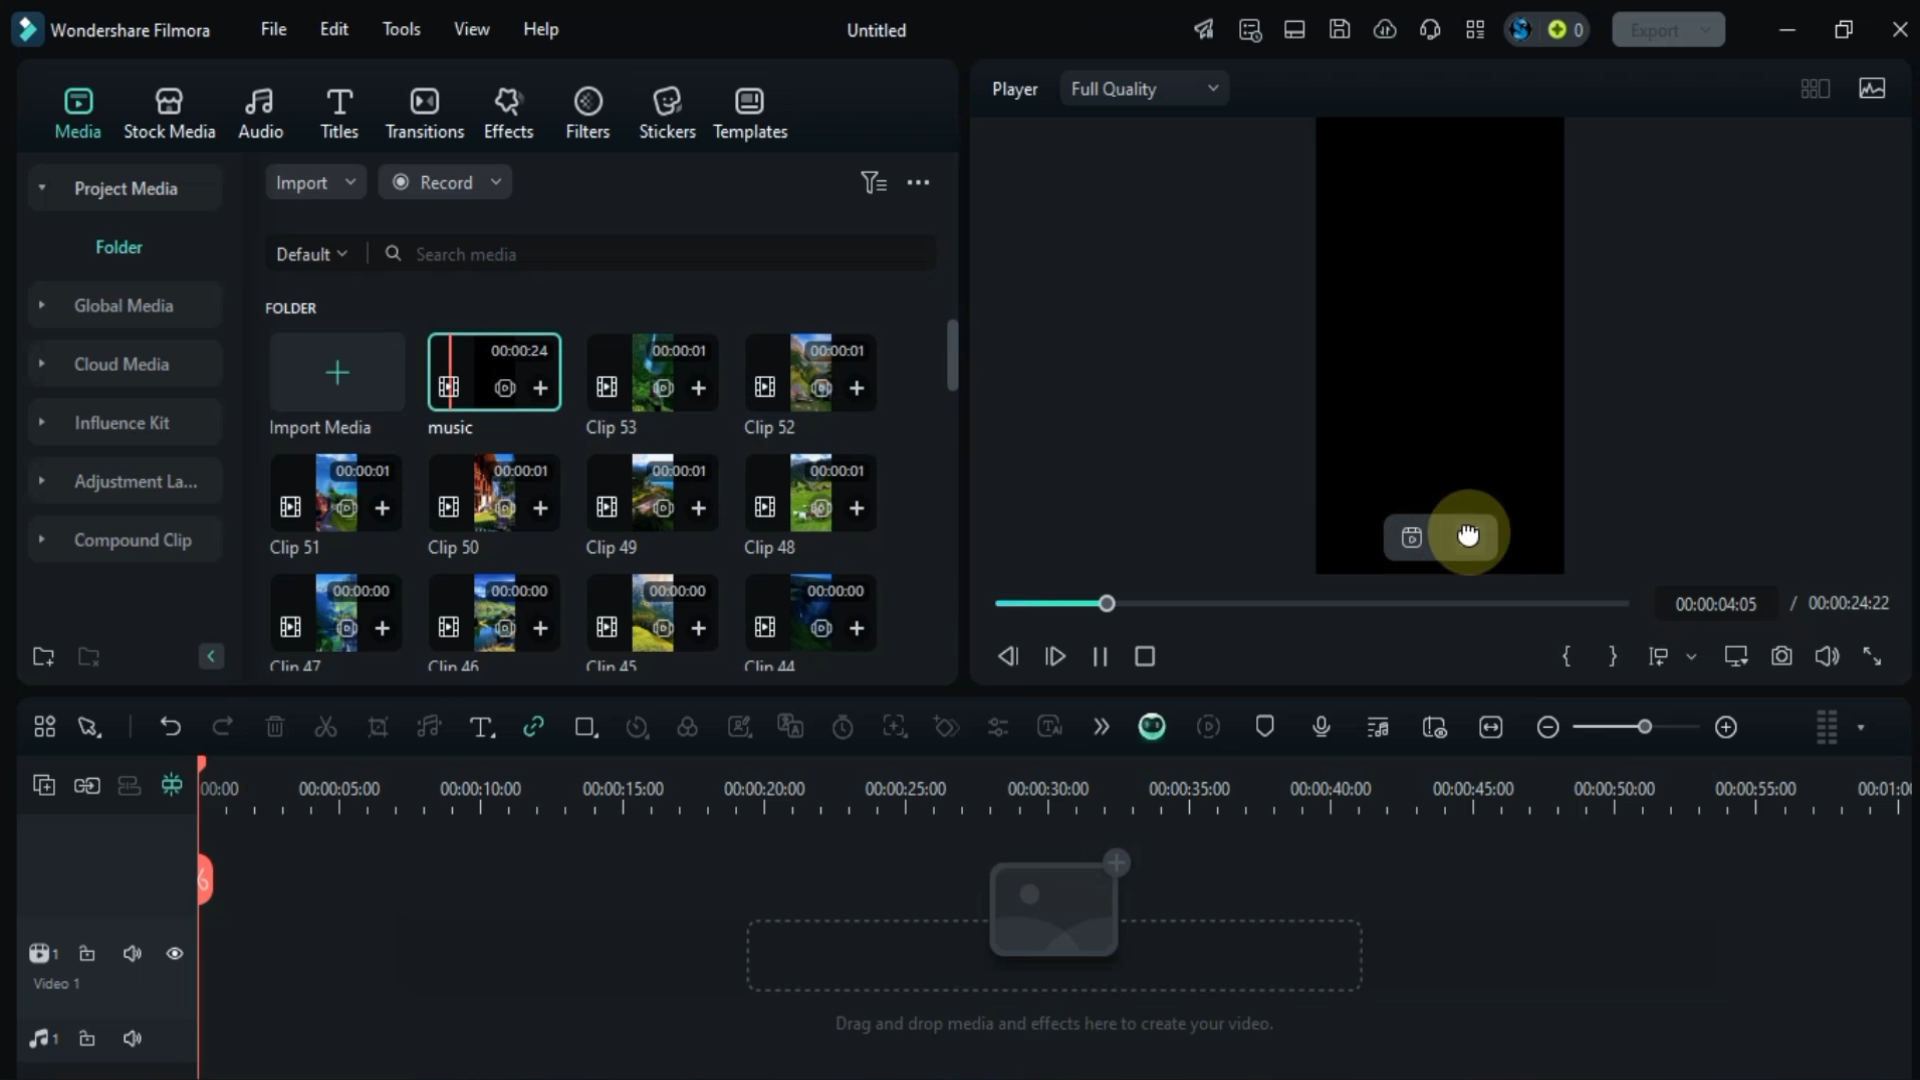 Wondershare Filmora
File
Edit
Tools
View
Help
Untitled
0
Export
Media
Stock Media
Audio
Titles
Transitions
Effects
Filters
Stickers
Templates
Player
Full Quality
Project Media
Folder
Global Media
Cloud Media
Influence Kit
Adjustment La...
Compound Clip
Import
Record
Default
Search media
FOLDER
Import Media
00:00:24
music
00:00:01
Clip 53
00:00:01
Clip 52
00:00:01
Clip 51
00:00:01
Clip 50
00:00:01
Clip 49
00:00:01
Clip 48
00:00:00
Clip 47
00:00:00
Clip 46
00:00:00
Clip 45
00:00:00
Clip 44
00:00:04:05 / 00:00:24:22
00:00
00:00:05:00
00:00:10:00
00:00:15:00
00:00:20:00
00:00:25:00
00:00:30:00
00:00:35:00
00:00:40:00
00:00:45:00
00:00:50:00
00:00:55:00
00:01:0
1
Video 1
Drag and drop media and effects here to create your video.
1